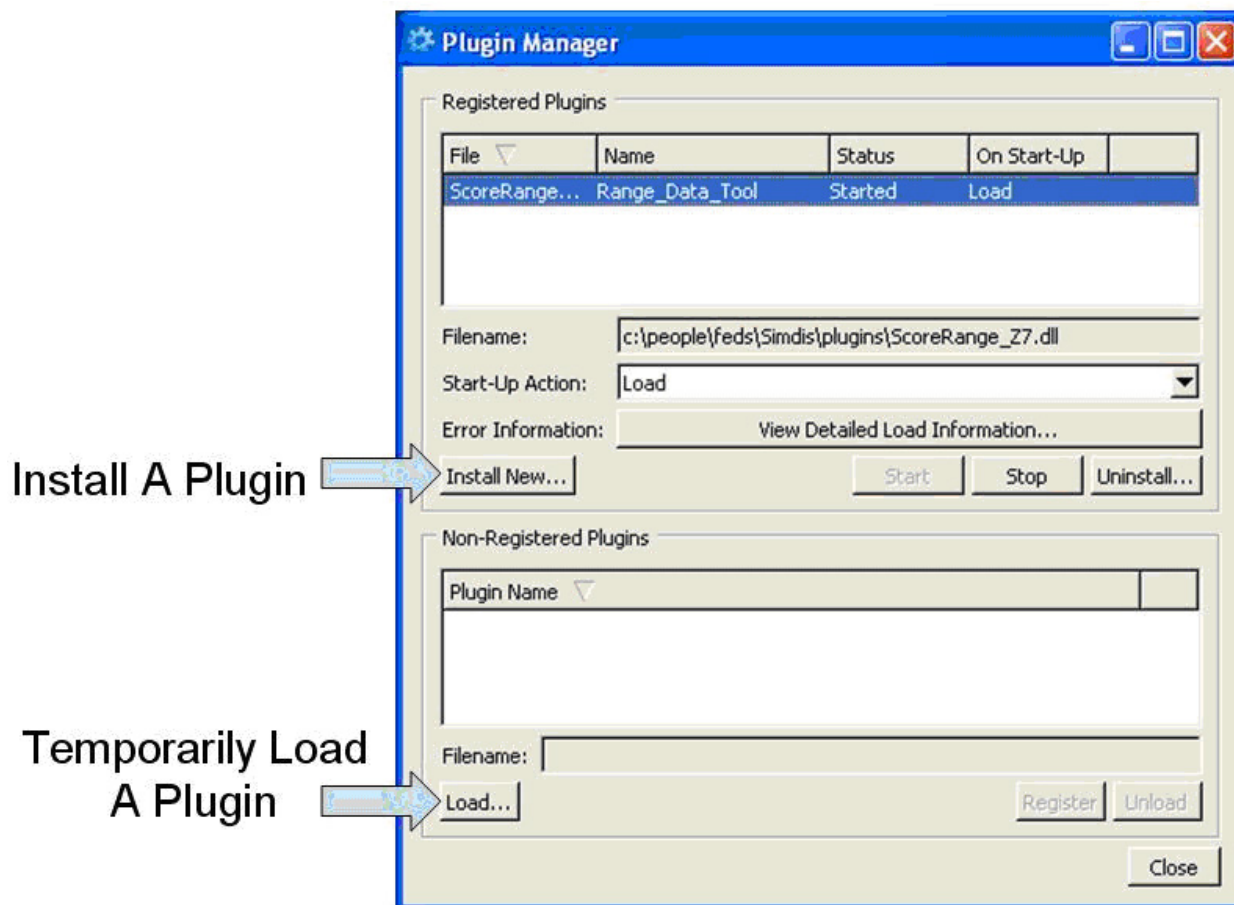 Plugin Manager
Registered Plugins
File Name Status On Start-Up
ScoreRange... Range_Data_Tool Started Load
Filename: c:\people\feds\Simdis\plugins\ScoreRange_Z7.dll
Start-Up Action: Load
Error Information: View Detailed Load Information...
Install A Plugin
Install New... Start Stop Uninstall...
Non-Registered Plugins
Plugin Name
Filename:
Temporarily Load
A Plugin
Load... Register Unload
Close